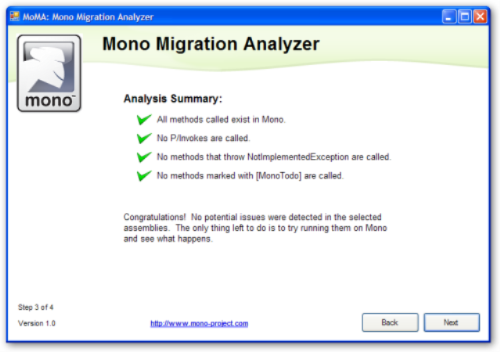 MoMA: Mono Migration Analyzer
Mono Migration Analyzer
mono™
Analysis Summary:
All methods called exist in Mono.
No P/Invokes are called.
No methods that throw NotImplementedException are called.
No methods marked with [MonoTodo] are called.
Congratulations! No potential issues were detected in the selected
assemblies. The only thing left to do is to try running them on Mono
and see what happens.
Step 3 of 4
Version 1.0
http://www.mono-project.com
Back
Next